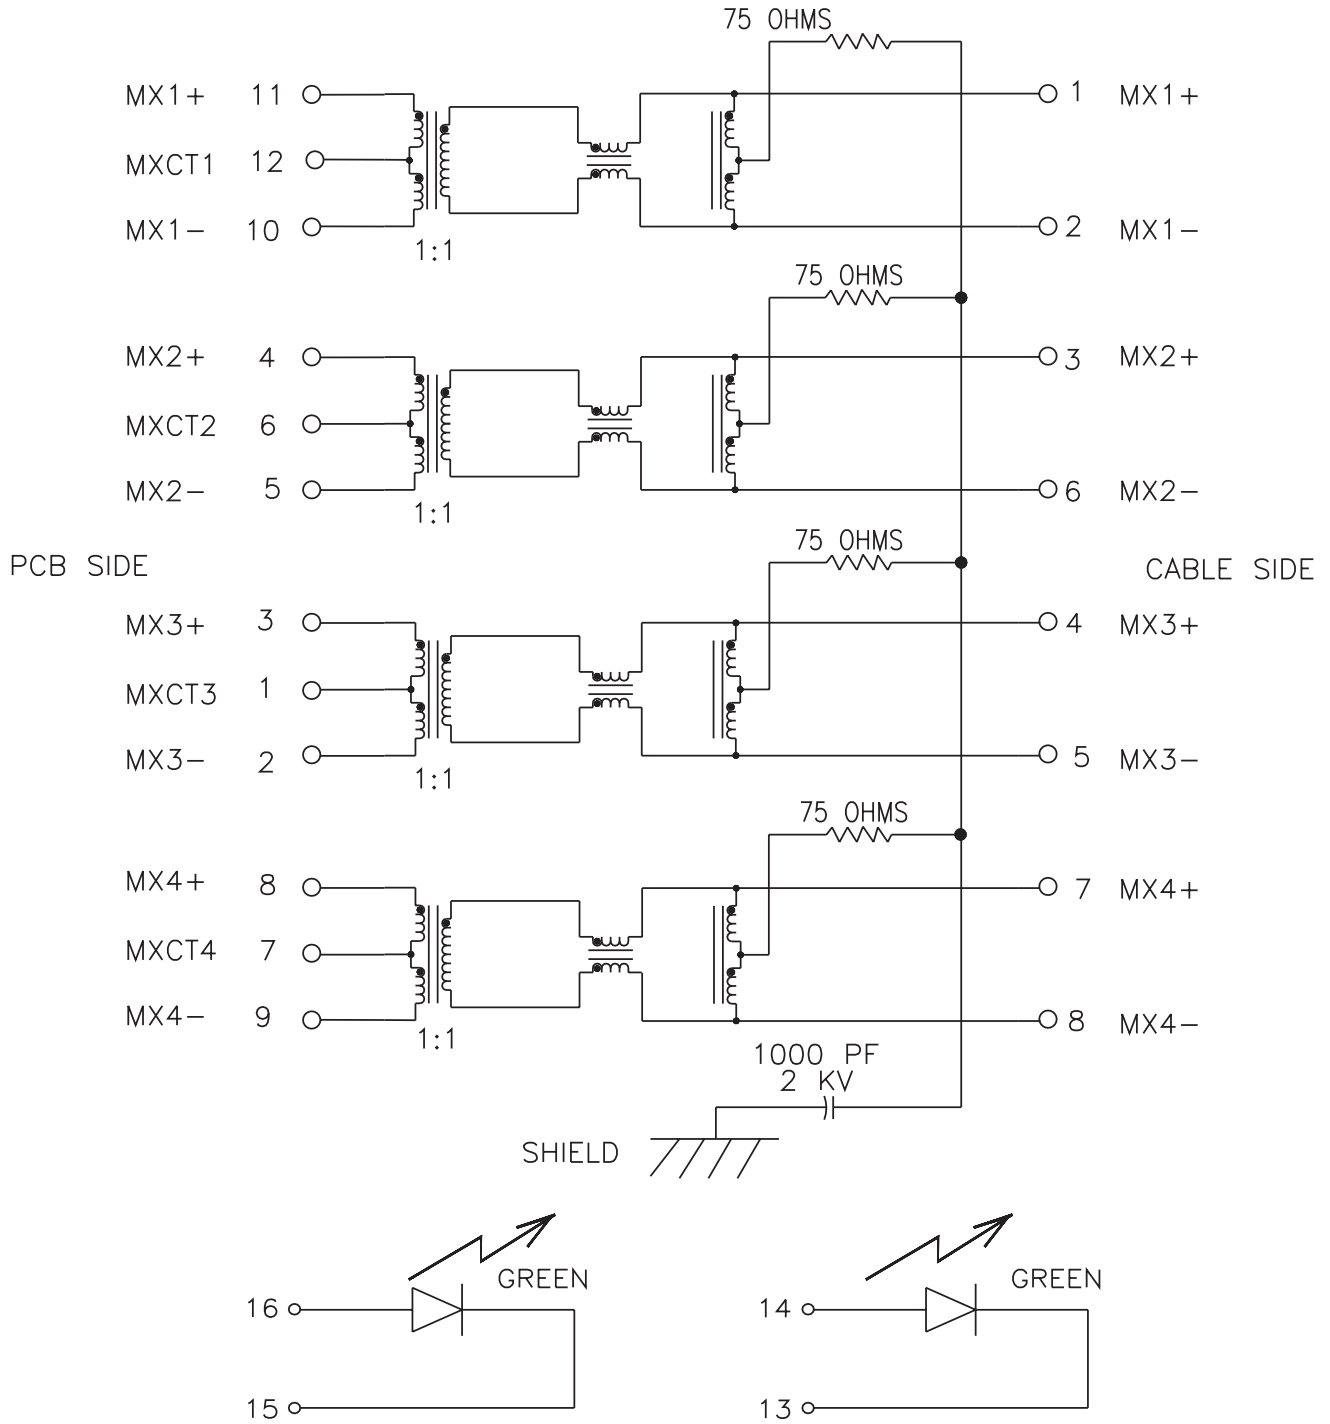 75 OHMS
MX1+ 11 1 MX1+
MXCT1 12
MX1- 10 2 MX1-
1:1
75 OHMS
MX2+ 4 3 MX2+
MXCT2 6
MX2- 5 6 MX2-
1:1
75 OHMS
PCB SIDE CABLE SIDE
MX3+ 3 4 MX3+
MXCT3 1
MX3- 2 5 MX3-
1:1
75 OHMS
MX4+ 8 7 MX4+
MXCT4 7
MX4- 9 8 MX4-
1:1
1000 PF
2 KV
SHIELD
GREEN GREEN
16 14
15 13